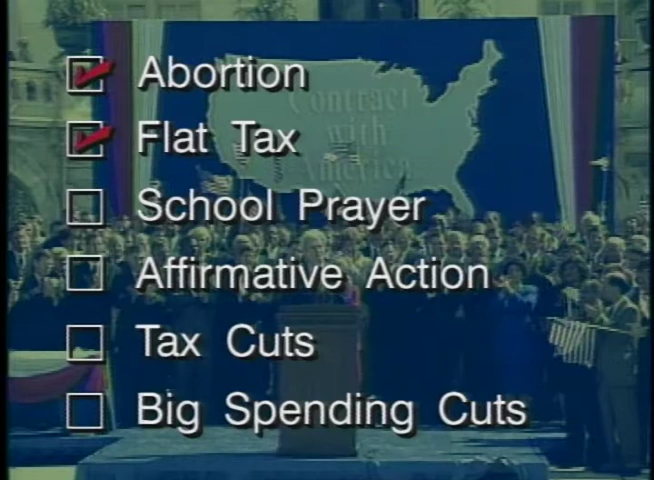 Abortion
Flat Tax
School Prayer
Affirmative Action
Tax Cuts
Big Spending Cuts
Contract
with
America